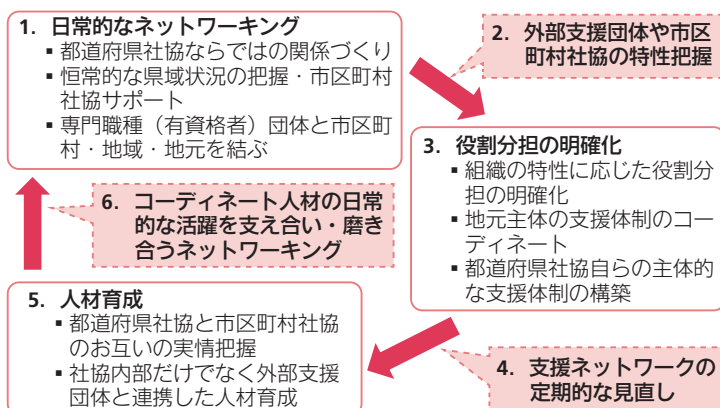 1. 日常的なネットワーキング
▪ 都道府県社協ならではの関係づくり
▪ 恒常的な県域状況の把握・市区町村
社協サポート
▪ 専門職種（有資格者）団体と市区町
村・地域・地元を結ぶ
2. 外部支援団体や市区
町村社協の特性把握
3. 役割分担の明確化
▪ 組織の特性に応じた役割分
担の明確化
▪ 地元主体の支援体制のコー
ディネート
▪ 都道府県社協自らの主体的
な支援体制の構築
4. 支援ネットワークの
定期的な見直し
5. 人材育成
▪ 都道府県社協と市区町村社協
のお互いの実情把握
▪ 社協内部だけでなく外部支援
団体と連携した人材育成
6. コーディネート人材の日常
的な活躍を支え合い・磨き
合うネットワーキング